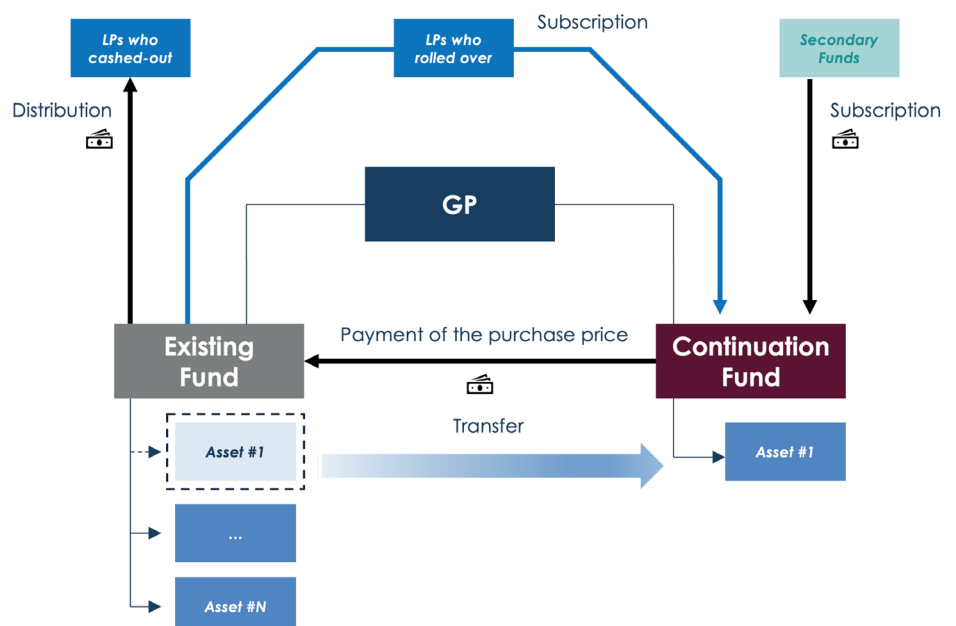 LPs who
cashed-out
LPs who
rolled over
Subscription
Secondary
Funds
Distribution
Subscription
GP
Existing
Fund
Payment of the purchase price
Continuation
Fund
Asset #1
Transfer
Asset #1
...
Asset #N